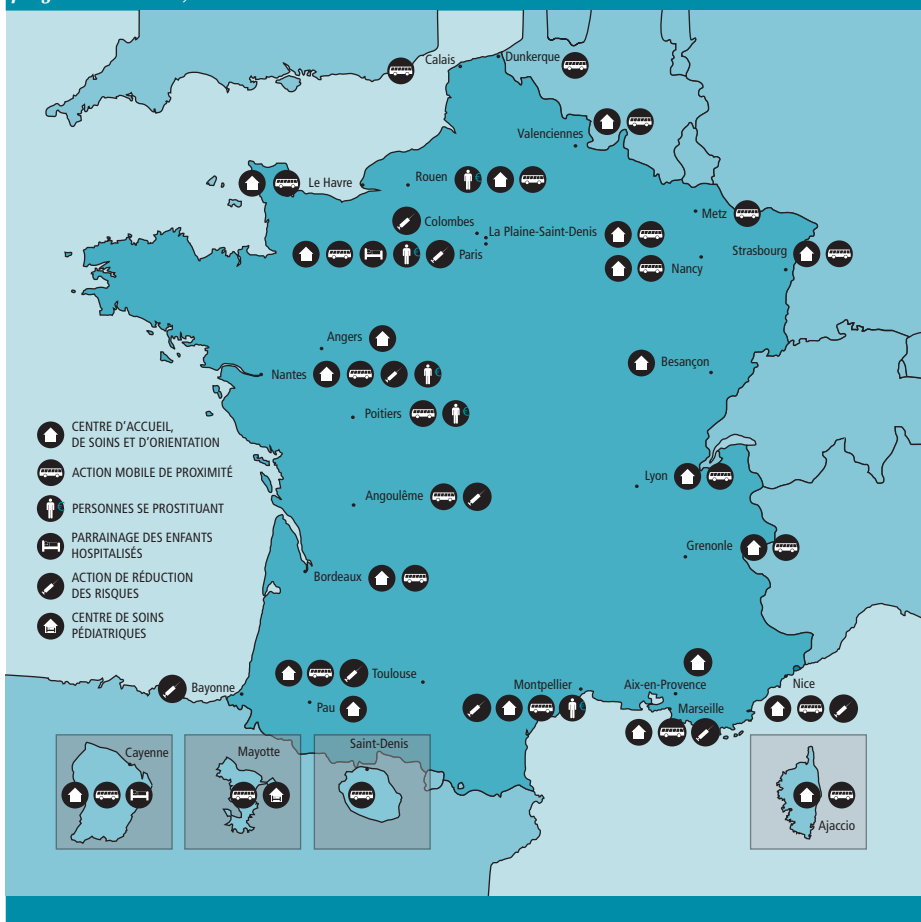 Calais
Dunkerque
Valenciennes
Le Havre
Rouen
Metz
Colombes
La Plaine-Saint-Denis
Paris
Nancy
Strasbourg
Angers
Nantes
Besançon
Poitiers
CENTRE D'ACCUEIL,
DE SOINS ET D'ORIENTATION
ACTION MOBILE DE PROXIMITÉ
PERSONNES SE PROSTITUANT
PARRAINAGE DES ENFANTS
HOSPITALISÉS
ACTION DE RÉDUCTION
DES RISQUES
CENTRE DE SOINS
PÉDIATRIQUES
Lyon
Angoulême
Grenonle
Bordeaux
Toulouse
Bayonne
Pau
Montpellier
Aix-en-Provence
Marseille
Nice
Cayenne
Mayotte
Saint-Denis
Ajaccio